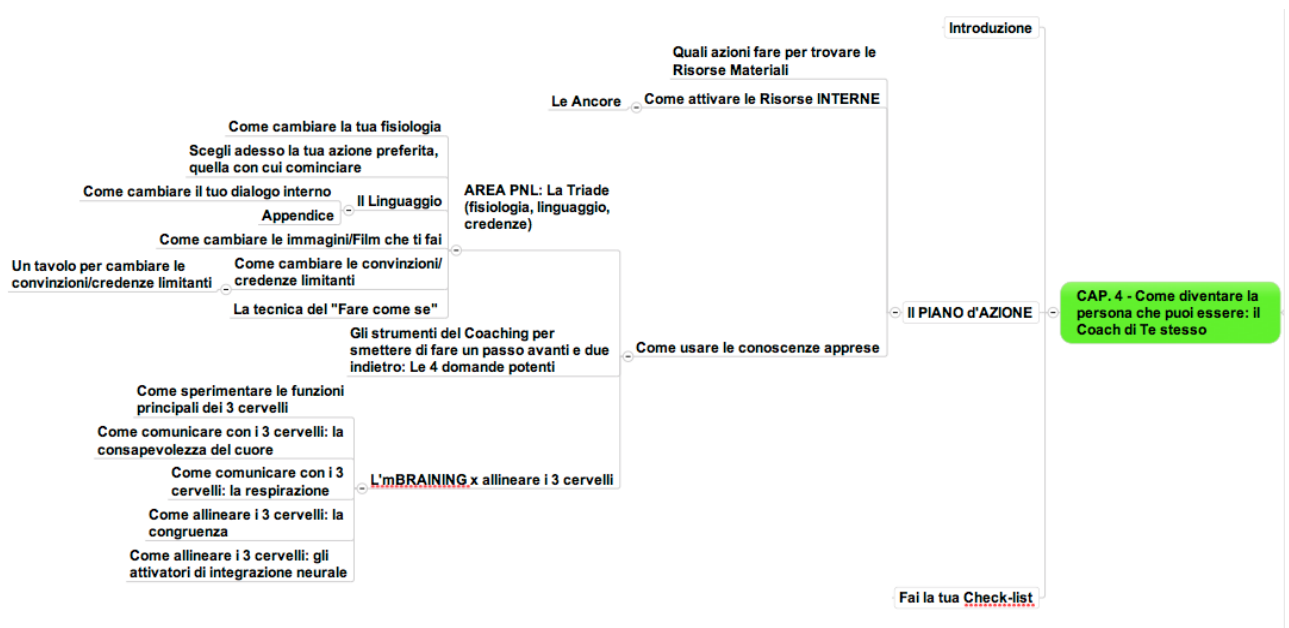 Introduzione
Quali azioni fare per trovare le
Risorse Materiali
Le Ancore
Come attivare le Risorse INTERNE
Come cambiare la tua fisiologia
Scegli adesso la tua azione preferita,
quella con cui cominciare
Come cambiare il tuo dialogo interno
Appendice
Il Linguaggio
AREA PNL: La Triade
(fisiologia, linguaggio,
credenze)
Come cambiare le immagini/Film che ti fai
Un tavolo per cambiare le
convinzioni/credenze limitanti
Come cambiare le convinzioni/
credenze limitanti
La tecnica del "Fare come se"
CAP. 4 - Come diventare la
persona che puoi essere: il
Coach di Te stesso
Il PIANO d'AZIONE
Gli strumenti del Coaching per
smettere di fare un passo avanti e due
indietro: Le 4 domande potenti
Come usare le conoscenze apprese
Come sperimentare le funzioni
principali dei 3 cervelli
Come comunicare con i 3 cervelli: la
consapevolezza del cuore
Come comunicare con i 3
cervelli: la respirazione
L'mBRAINING x allineare i 3 cervelli
Come allineare i 3 cervelli: la
congruenza
Come allineare i 3 cervelli: gli
attivatori di integrazione neurale
Fai la tua Check-list